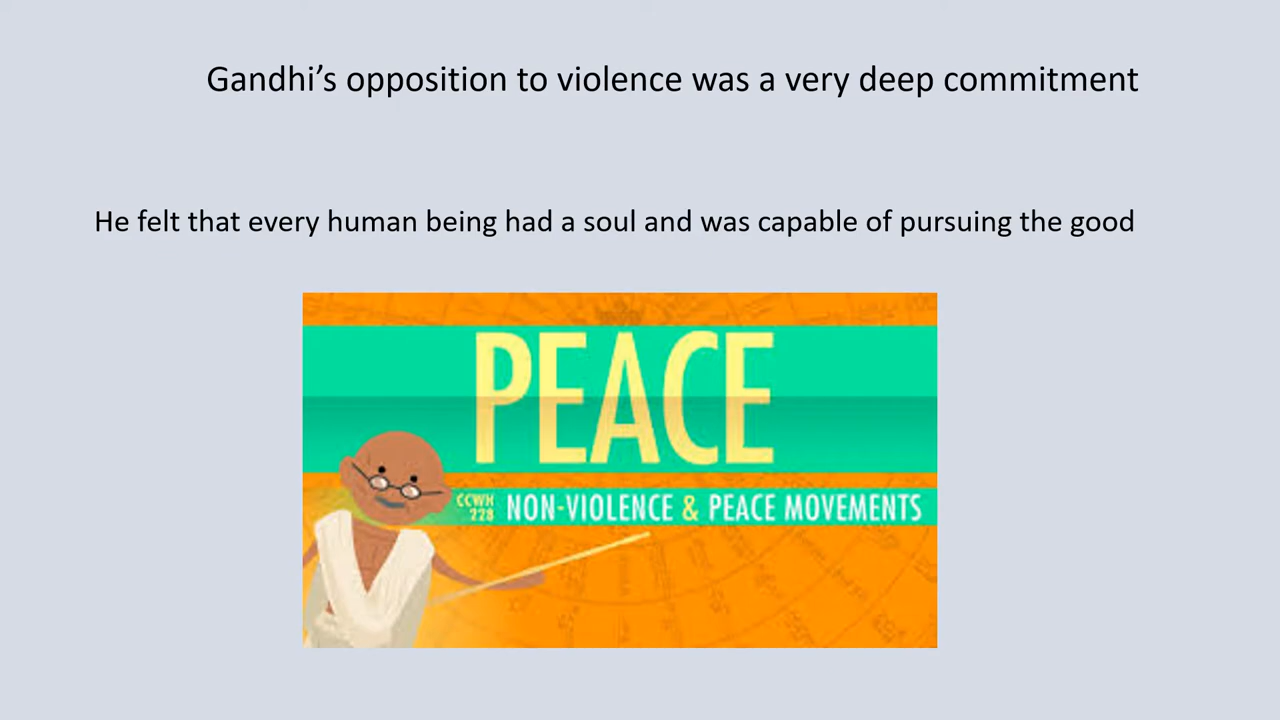 Gandhi’s opposition to violence was a very deep commitment
He felt that every human being had a soul and was capable of pursuing the good
PEACE
CCWH
228
NON-VIOLENCE & PEACE MOVEMENTS